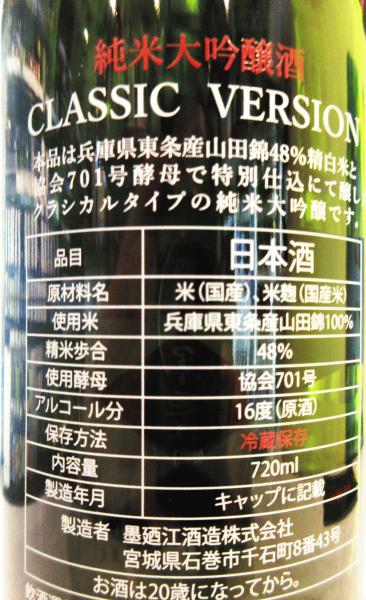 純米大吟醸酒
CLASSIC VERSION
本品は兵庫県東条産山田錦48%精白米と
協会701号酵母で特別仕込にて醸し
クラシカルタイプの純米大吟醸です。
品目 日本酒
原材料名 米(国産)、米麹(国産米)
使用米 兵庫県東条産山田錦100%
精米歩合 48%
使用酵母 協会701号
アルコール分 16度(原酒)
保存方法 冷蔵保存
内容量 720ml
製造年月 キャップに記載
製造者 墨廼江酒造株式会社
宮城県石巻市千石町8番43号
お酒は20歳になってから。